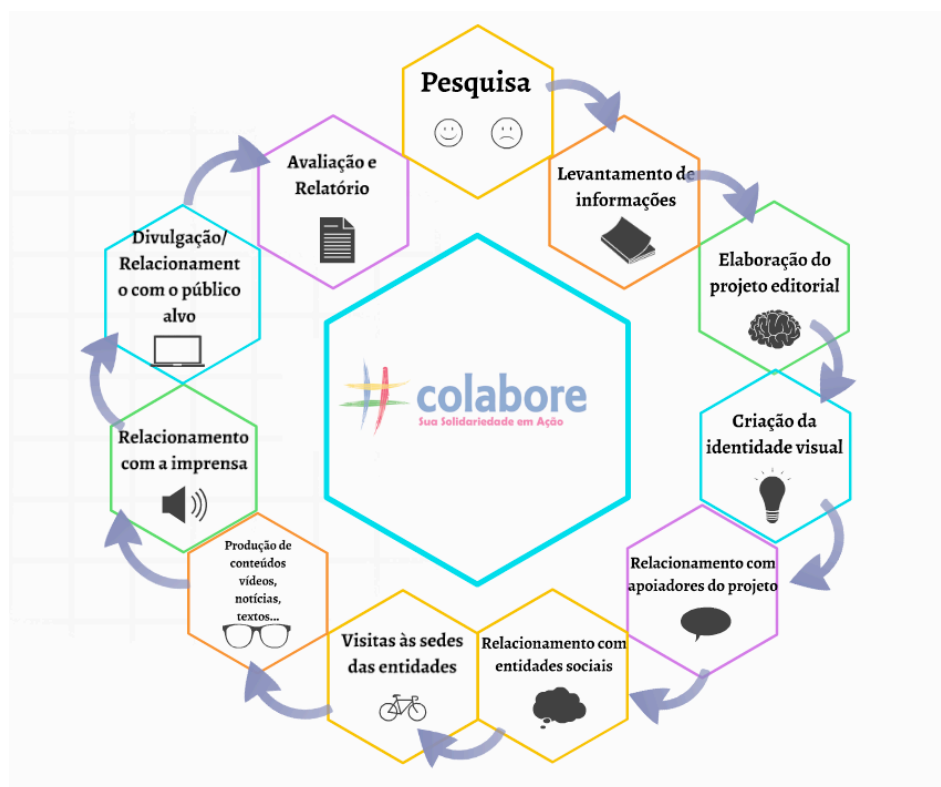 Pesquisa
Levantamento de
informações
Elaboração do
projeto editorial
Criação da
identidade visual
Relacionamento com
apoiadores do projeto
Relacionamento com
entidades sociais
Visitas às sedes
das entidades
Produção de
conteúdos
vídeos,
notícias,
textos...
Relacionamento
com a imprensa
Divulgação/
Relacionament
o com o público
alvo
Avaliação e
Relatório
colabore
Sua Solidariedade em Ação